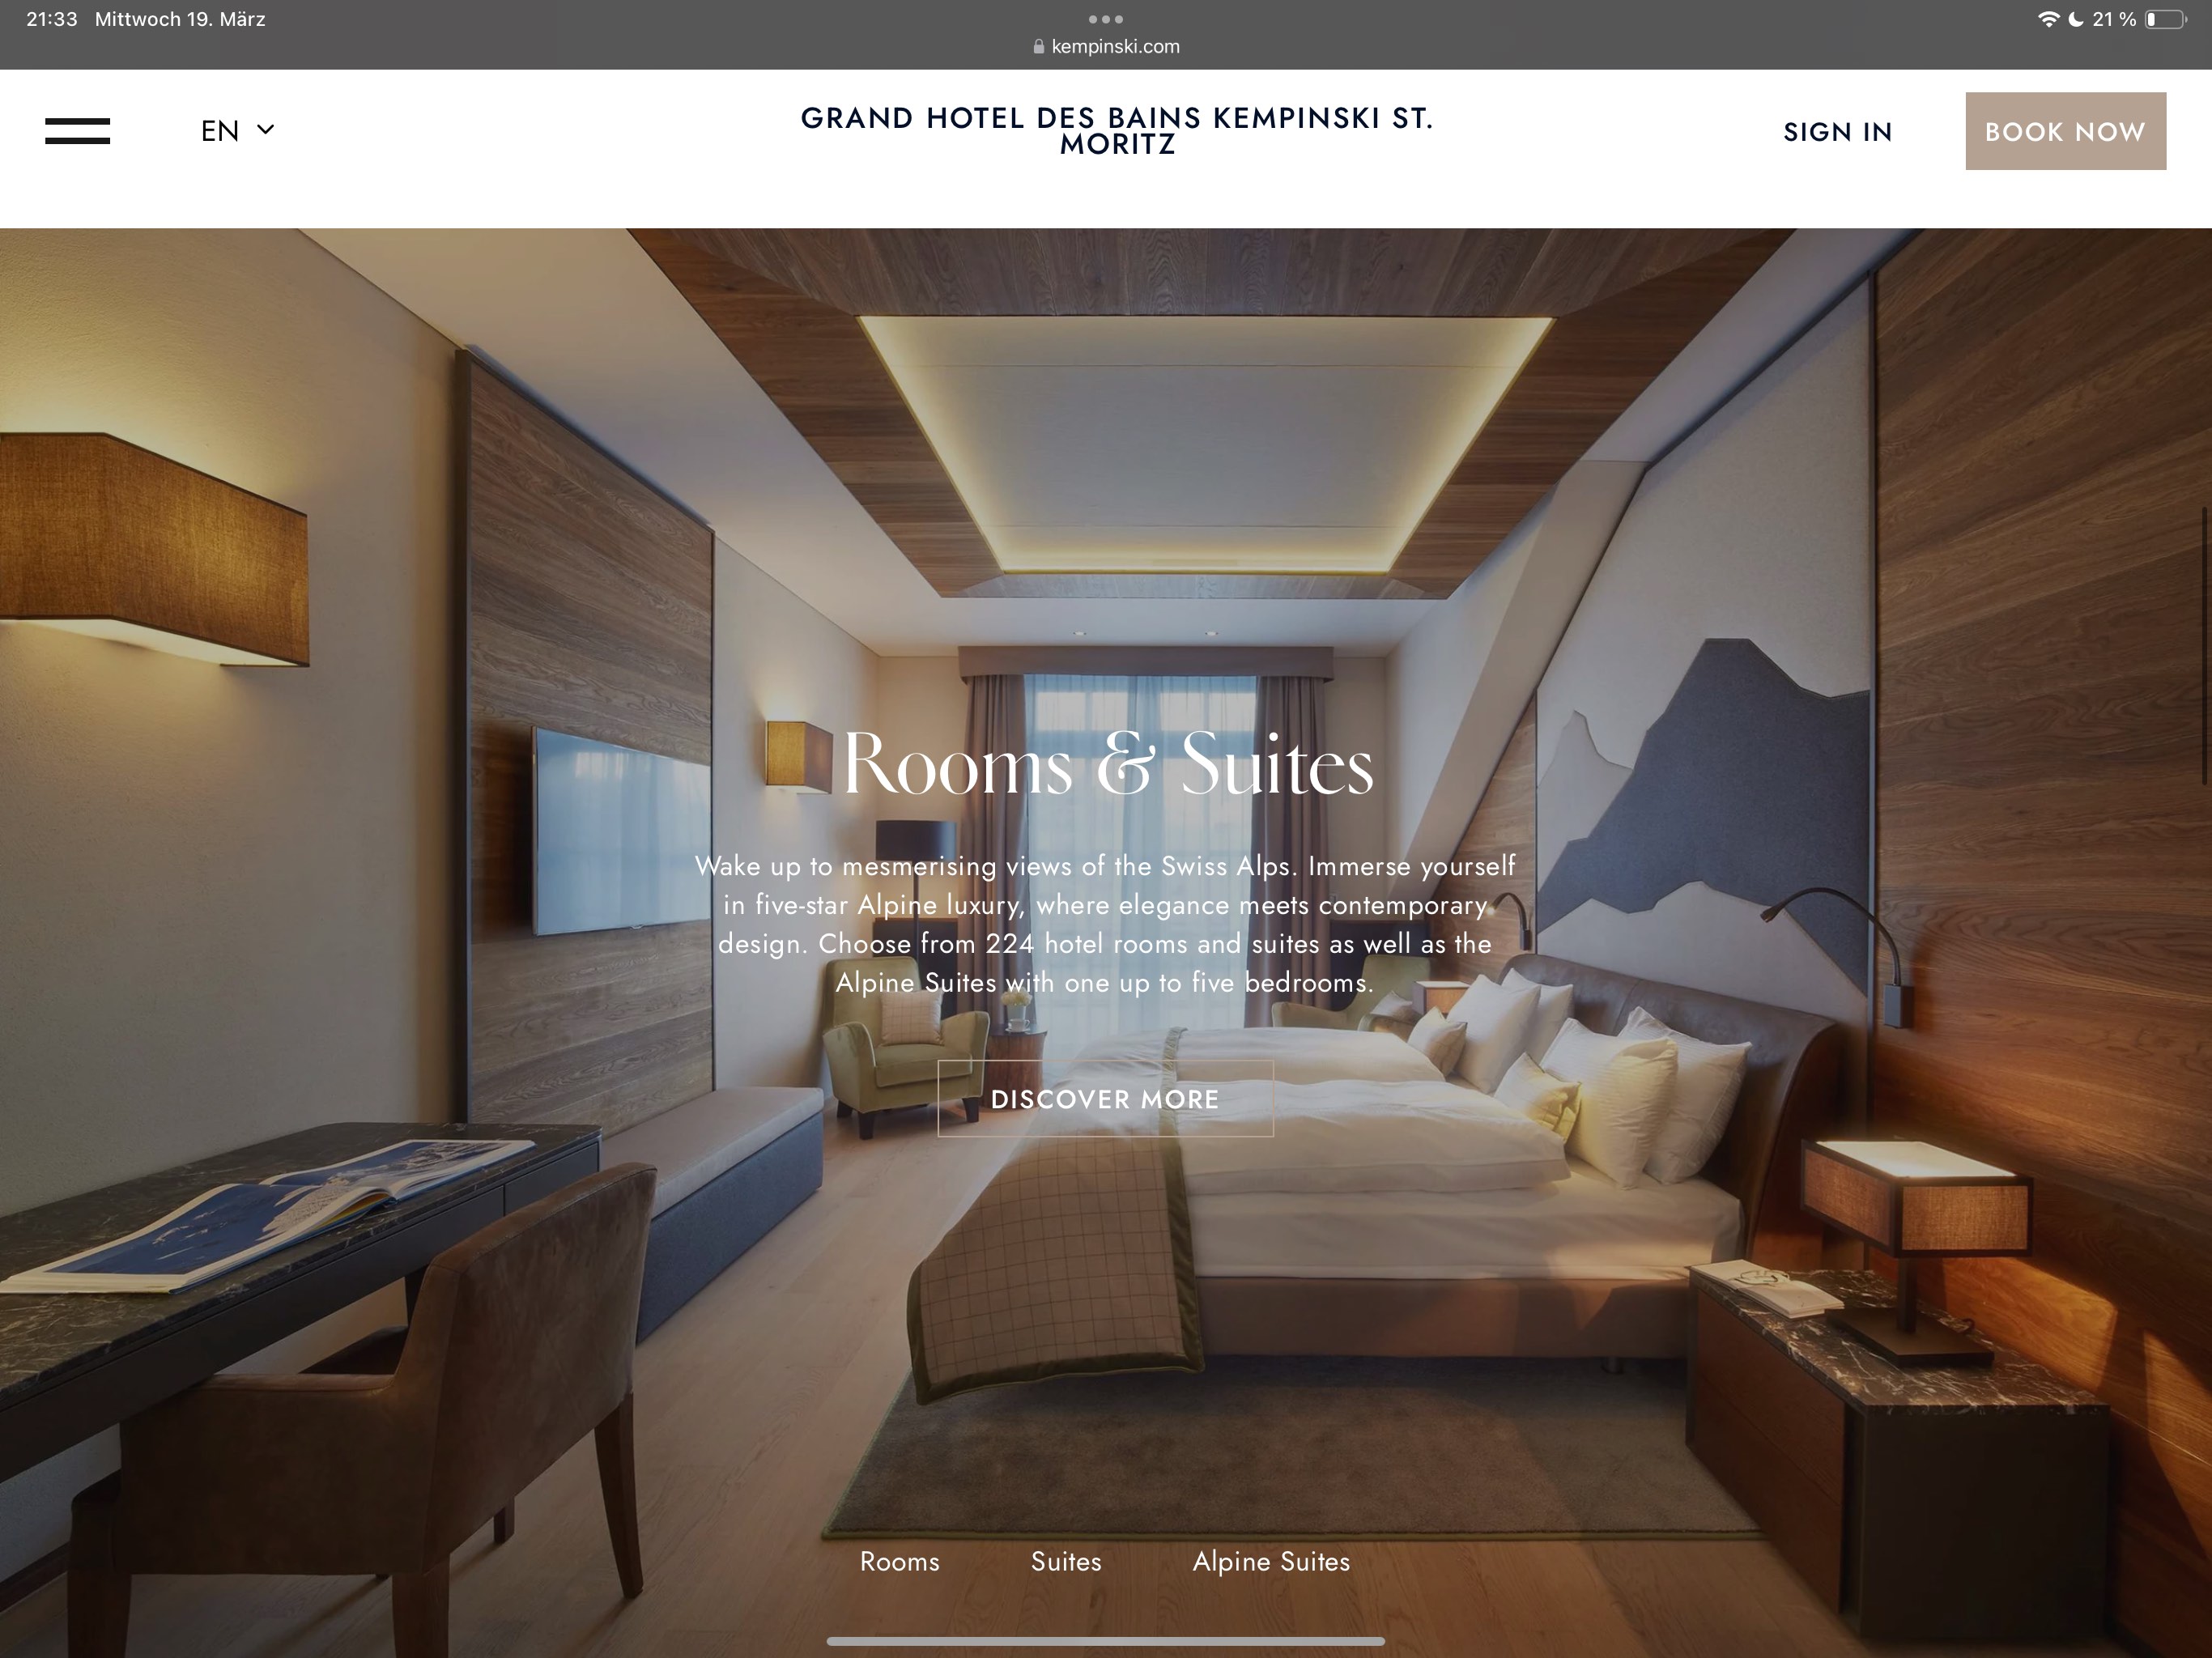 21:33 Mittwoch 19. März
21 %
kempinski.com
EN
GRAND HOTEL DES BAINS KEMPINSKI ST.
MORITZ
SIGN IN
BOOK NOW
Rooms & Suites
Wake up to mesmerising views of the Swiss Alps. Immerse yourself
in five-star Alpine luxury, where elegance meets contemporary
design. Choose from 224 hotel rooms and suites as well as the
Alpine Suites with one up to five bedrooms.
DISCOVER MORE
Rooms
Suites
Alpine Suites